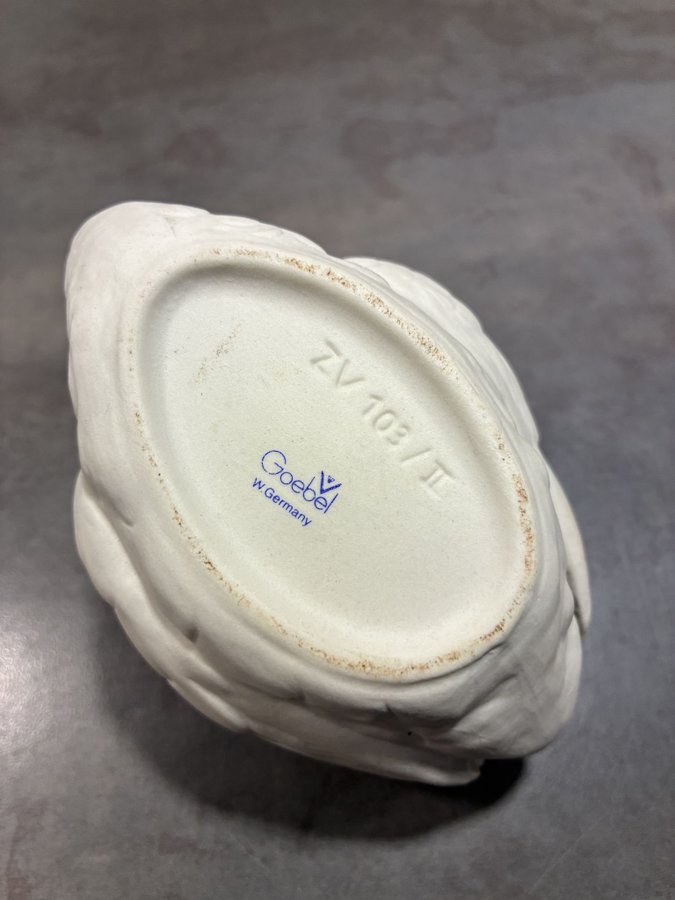 ZV 103 / II
Goebel
W. Germany